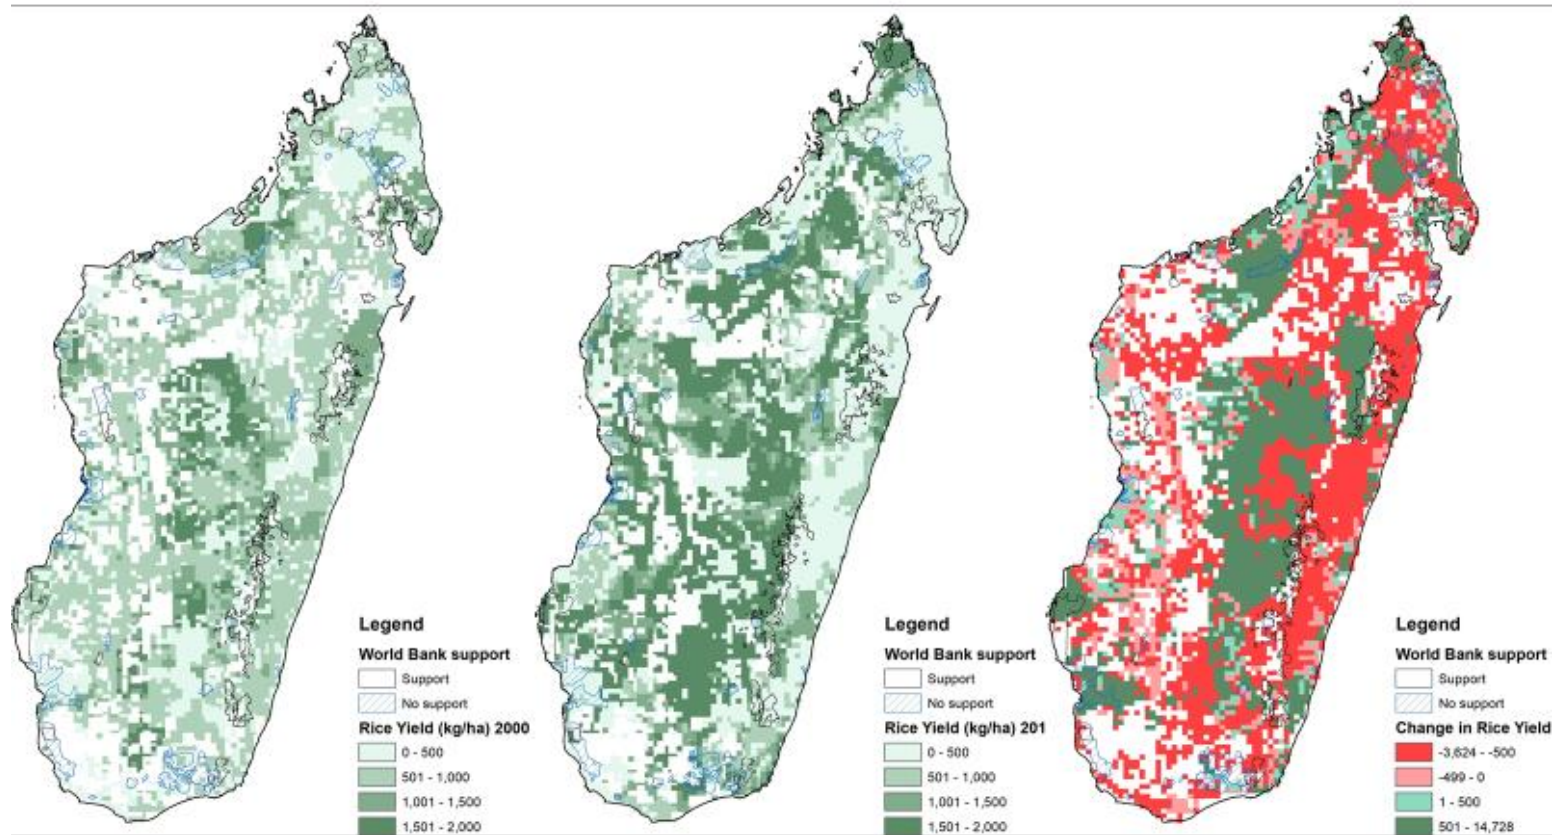 Legend
World Bank support
Support
No support
Rice Yield (kg/ha) 2000
0 - 500
501 - 1,000
1,001 - 1,500
1,501 - 2,000
Legend
World Bank support
Support
No support
Rice Yield (kg/ha) 201
0 - 500
501 - 1,000
1,001 - 1,500
1,501 - 2,000
Legend
World Bank support
Support
No support
Change in Rice Yield
-3,624 - -500
-499 - 0
1 - 500
501 - 14,728